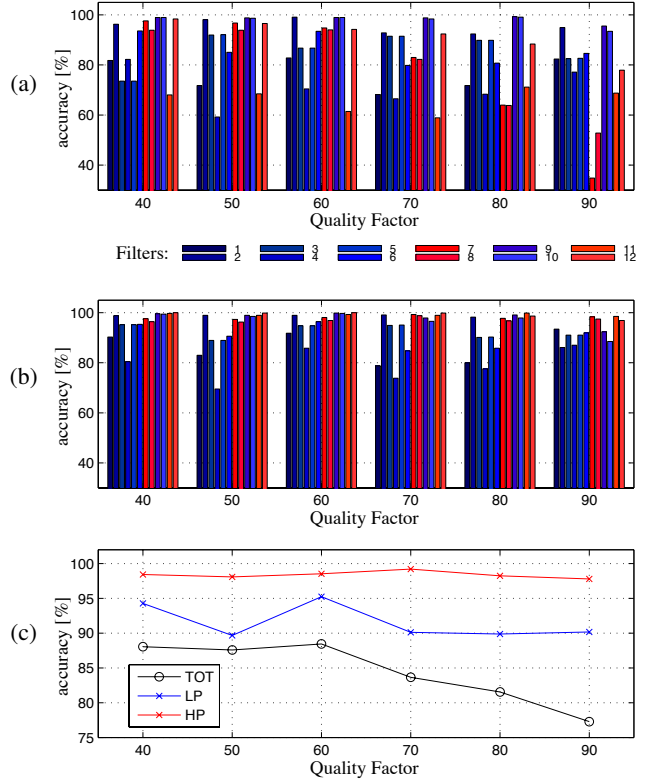 (a)
accuracy [%]
100
80
60
40
40 50 60 70 80 90
Quality Factor
Filters: 1 3 5 7 9 11
2 4 6 8 10 12
(b)
accuracy [%]
100
80
60
40
40 50 60 70 80 90
Quality Factor
(c)
accuracy [%]
100
95
90
85
80
75
TOT
LP
HP
40 50 60 70 80 90
Quality Factor